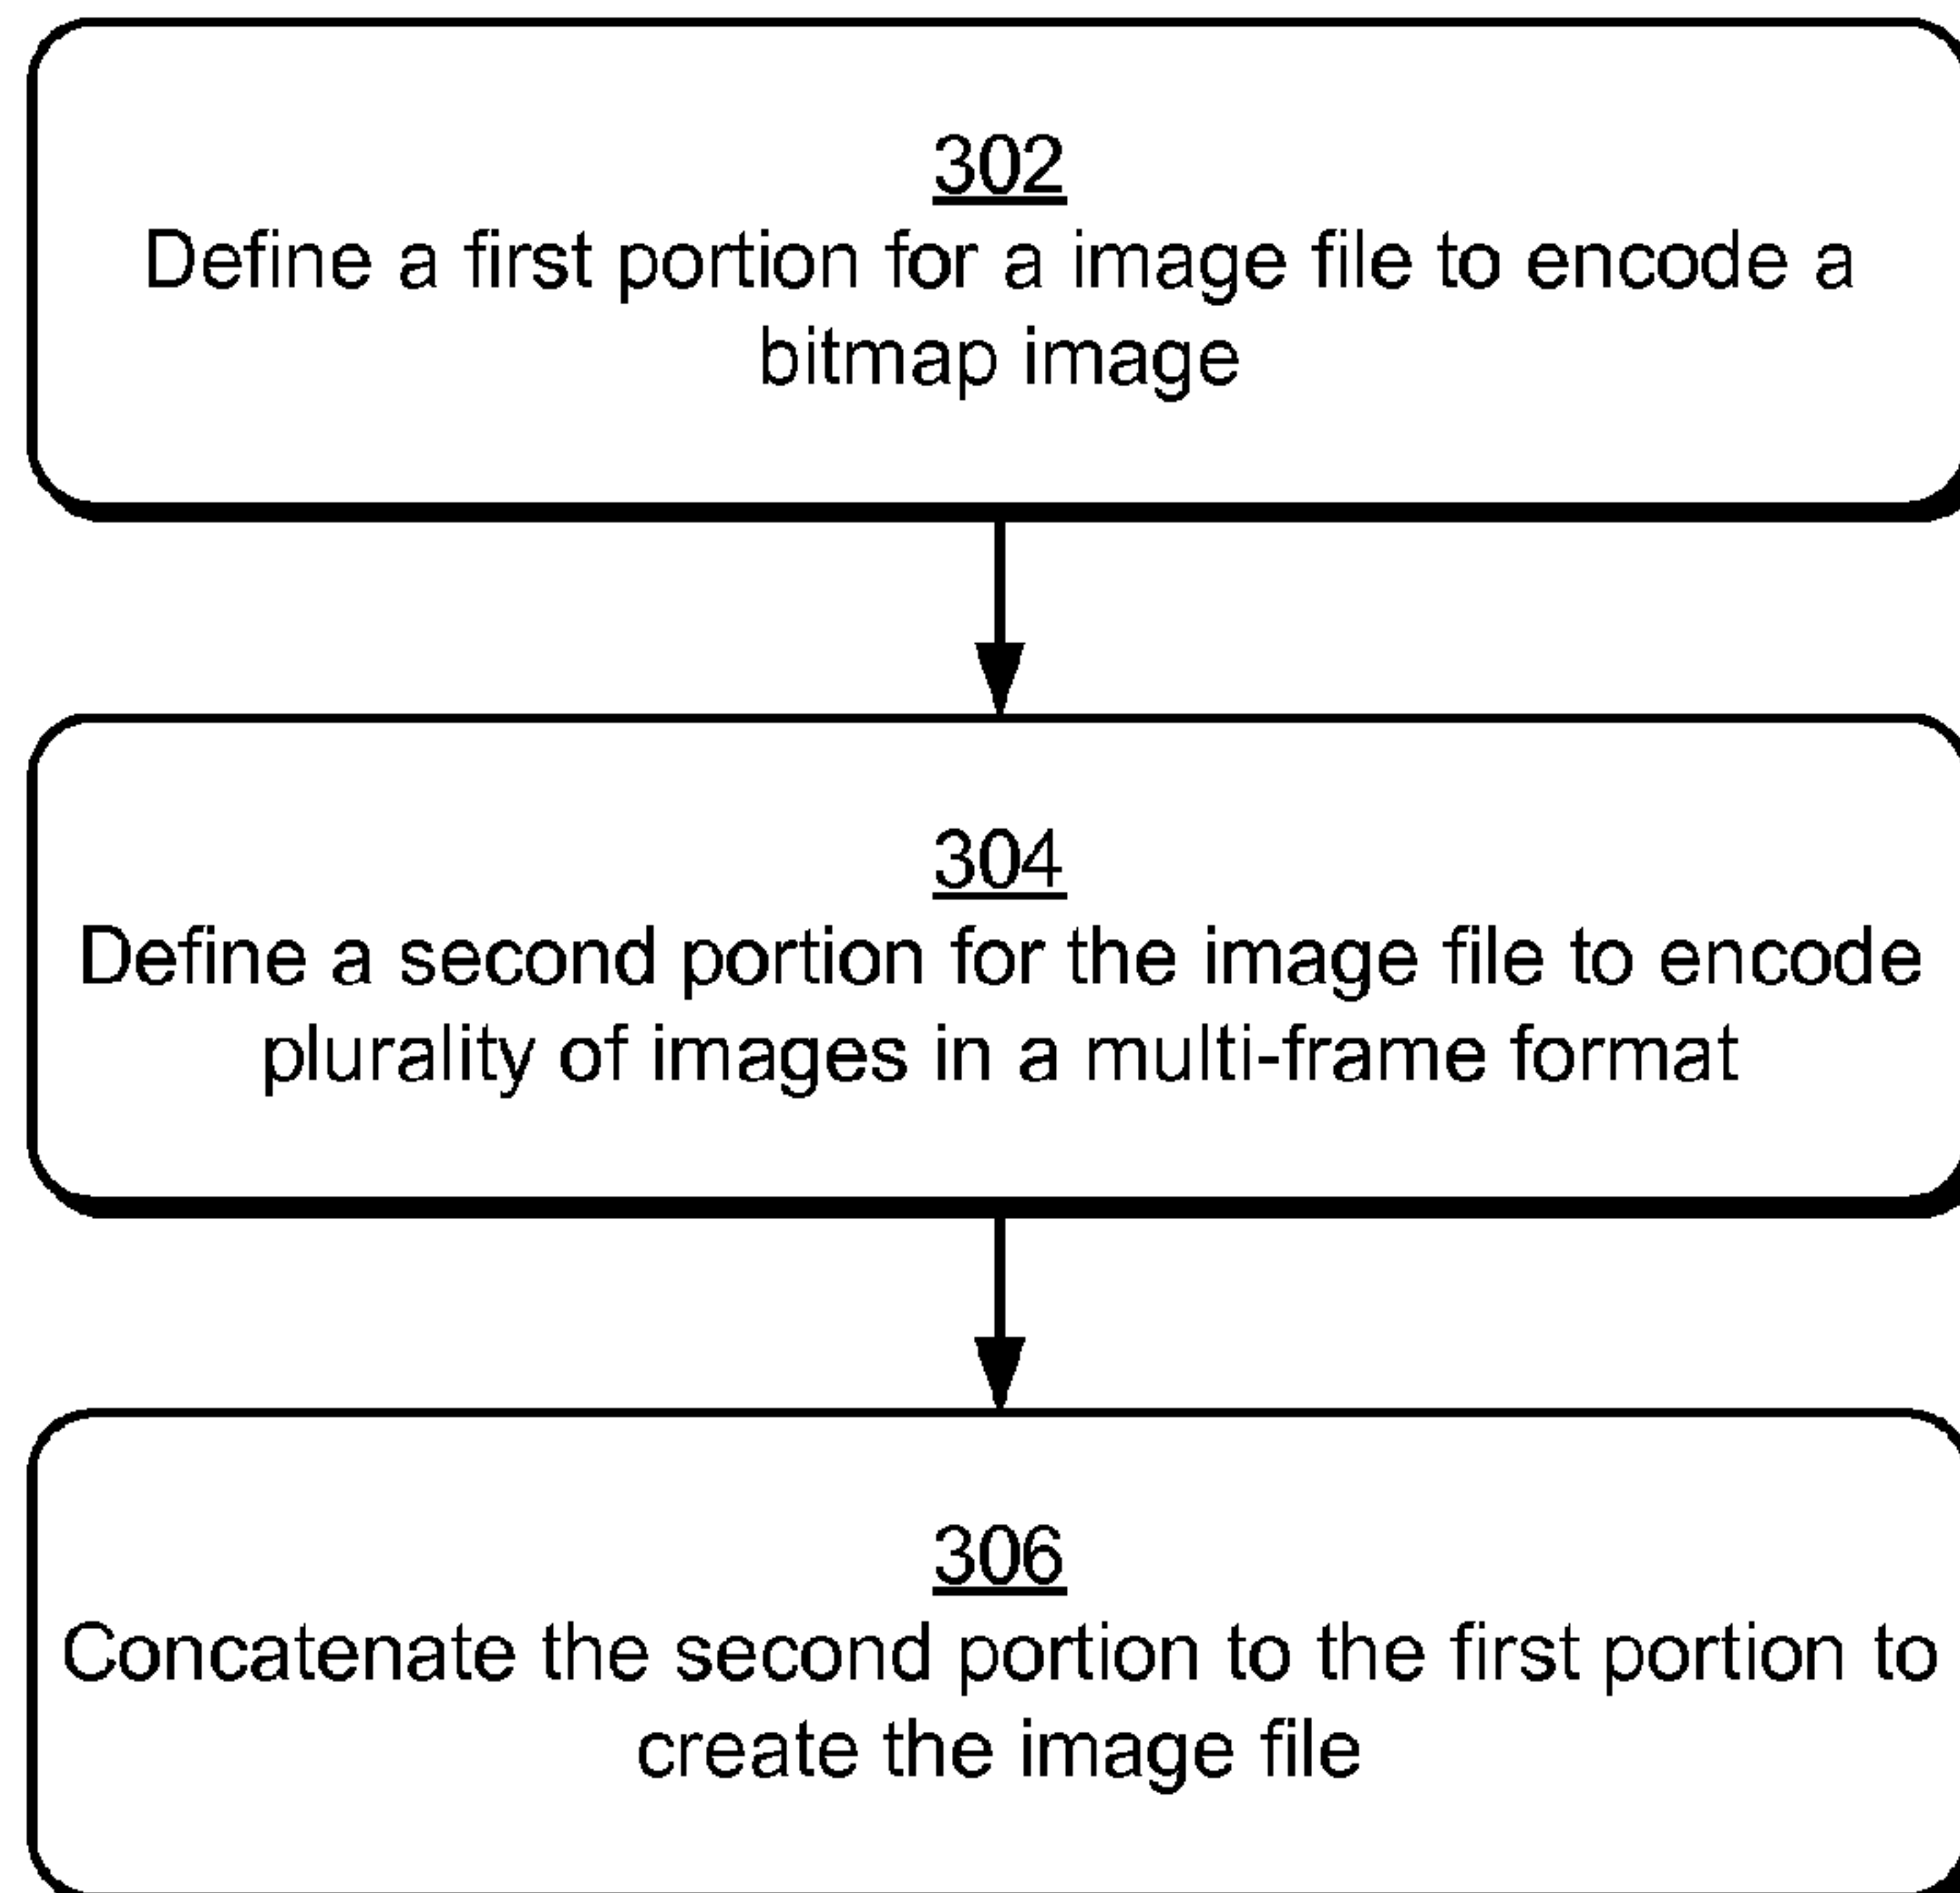 302
Define a first portion for a image file to encode a
bitmap image
304
Define a second portion for the image file to encode
plurality of images in a multi-frame format
306
Concatenate the second portion to the first portion to
create the image file